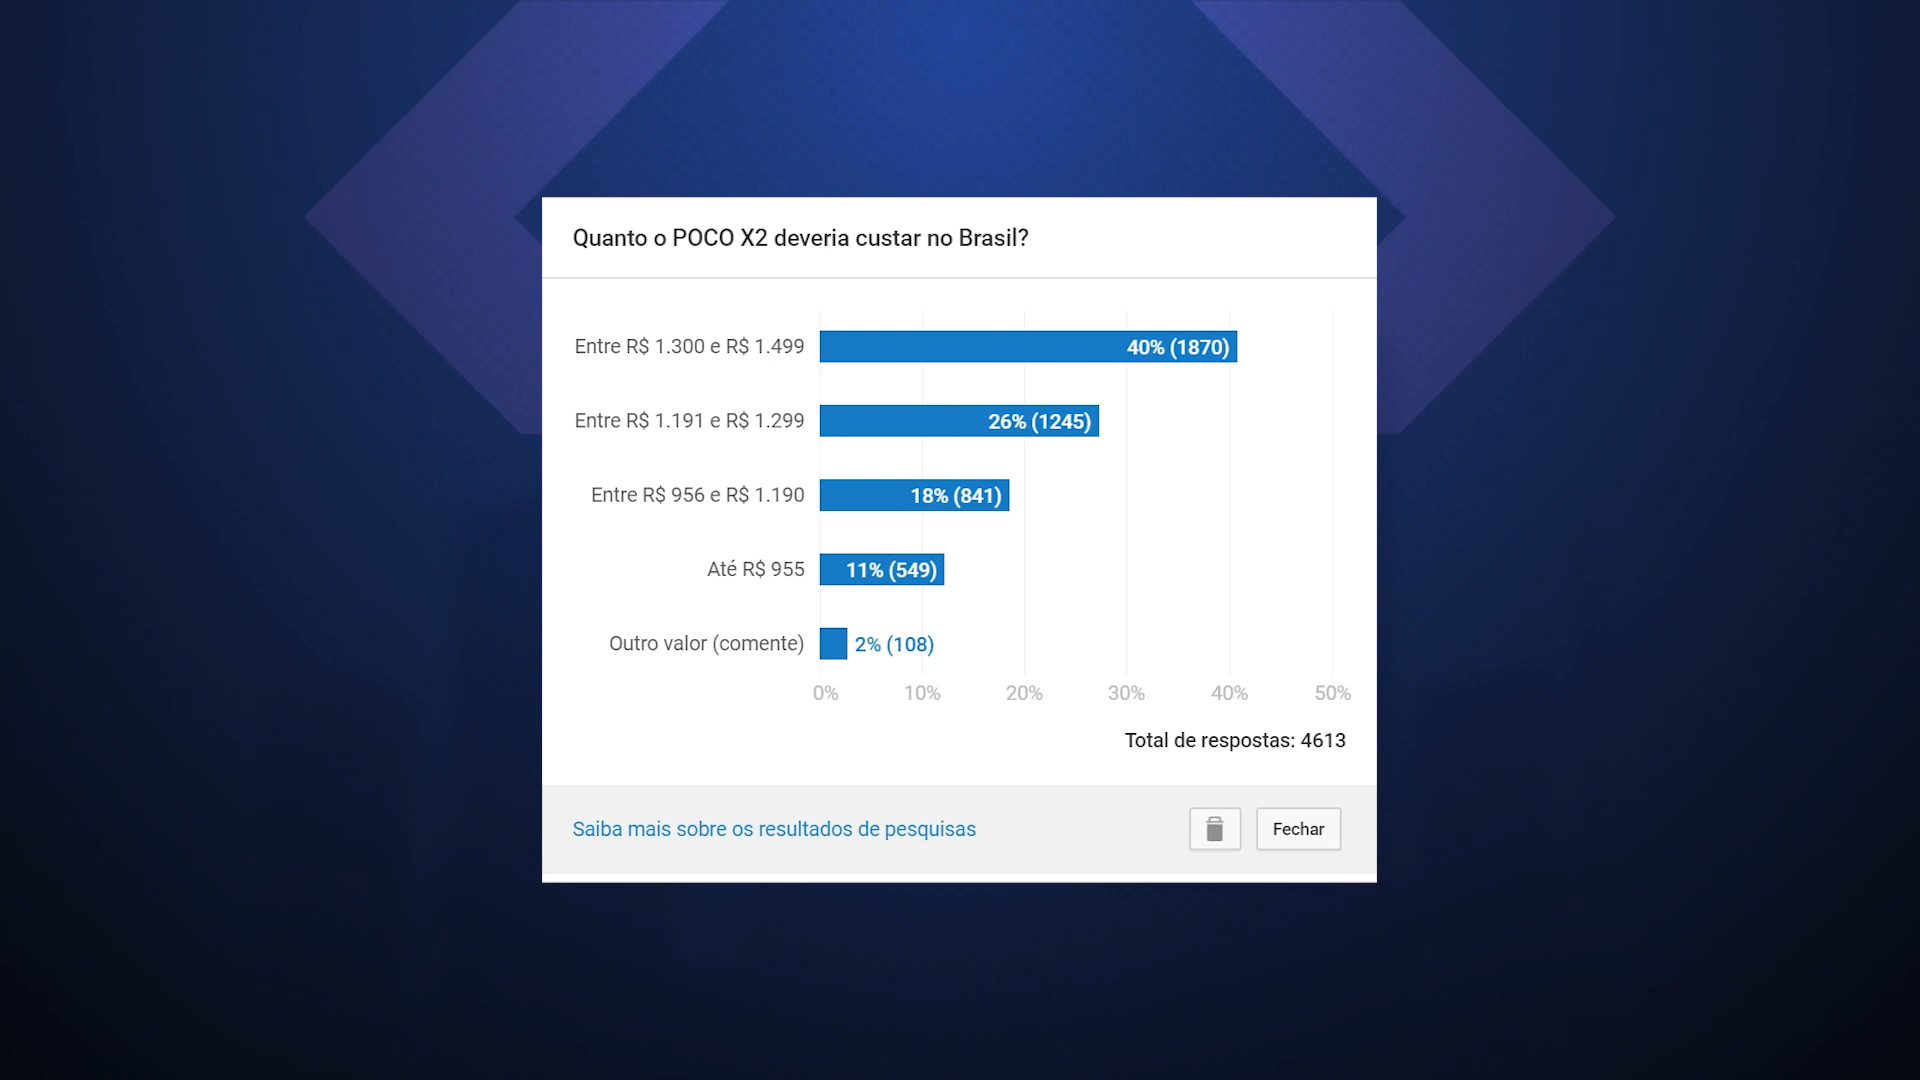 Quanto o POCO X2 deveria custar no Brasil?
Entre R$ 1.300 e R$ 1.499 40% (1870)
Entre R$ 1.191 e R$ 1.299 26% (1245)
Entre R$ 956 e R$ 1.190 18% (841)
Até R$ 955 11% (549)
Outro valor (comente) 2% (108)
0% 10% 20% 30% 40% 50%
Total de respostas: 4613
Saiba mais sobre os resultados de pesquisas Fechar